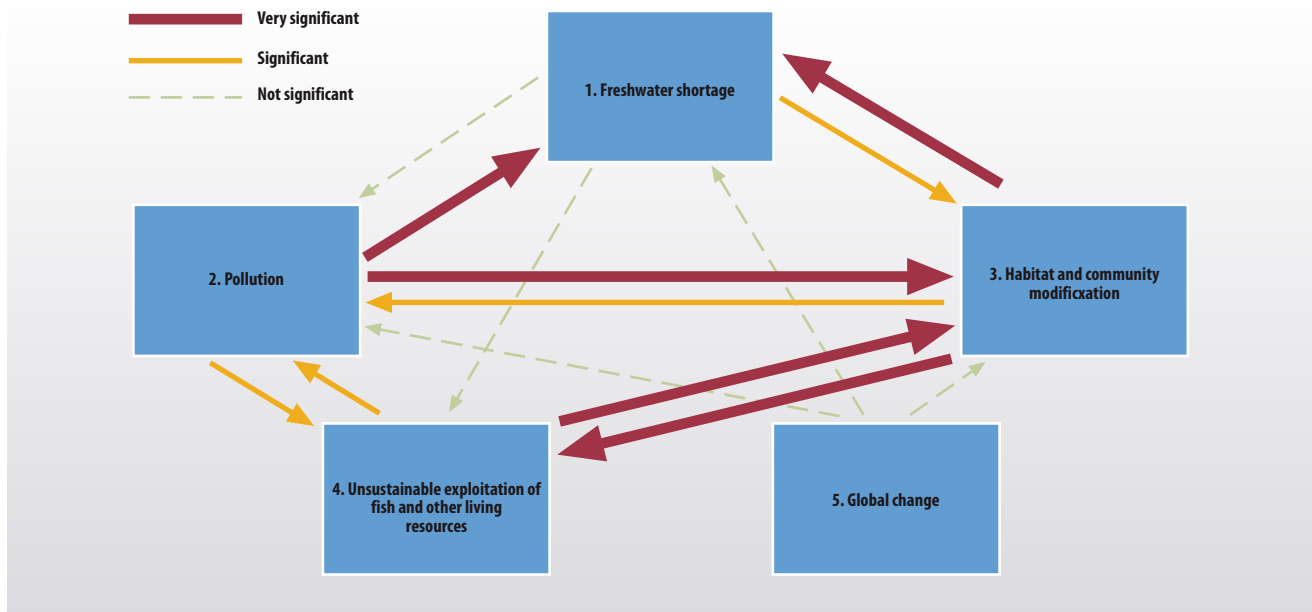 Very significant
Significant
Not significant
1. Freshwater shortage
2. Pollution
3. Habitat and community
modificxation
4. Unsustainable exploitation of
fish and other living
resources
5. Global change